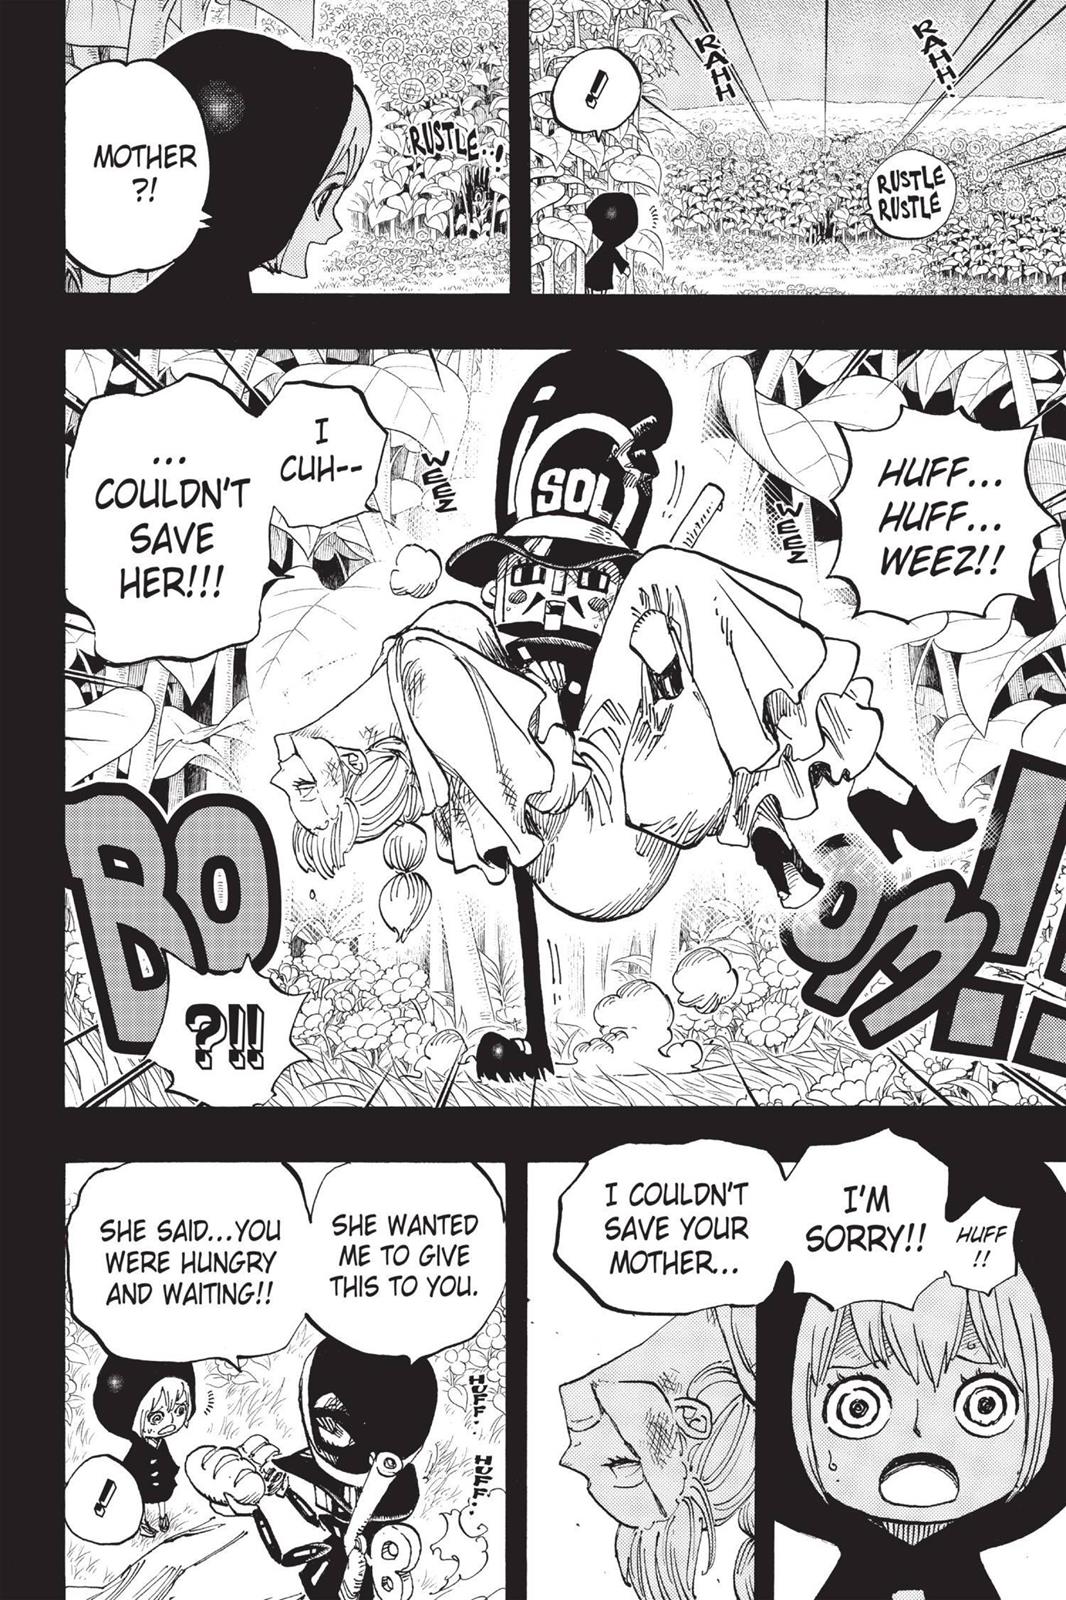 RAHH!
RAHH
!
RUSTLE
RUSTLE
RUSTLE..!
MOTHER
?!
HUFF...
HUFF...
WEEZ!!
WEEZ
WEEZ
SOL
I
CUH--
...
COULDN'T
SAVE
HER!!!
BO
OM!!
?!!
HUFF
!!
I'M
SORRY!!
I COULDN'T
SAVE YOUR
MOTHER...
SHE WANTED
ME TO GIVE
THIS TO YOU.
SHE SAID...YOU
WERE HUNGRY
AND WAITING!!
HUFF..
HUFF..
!